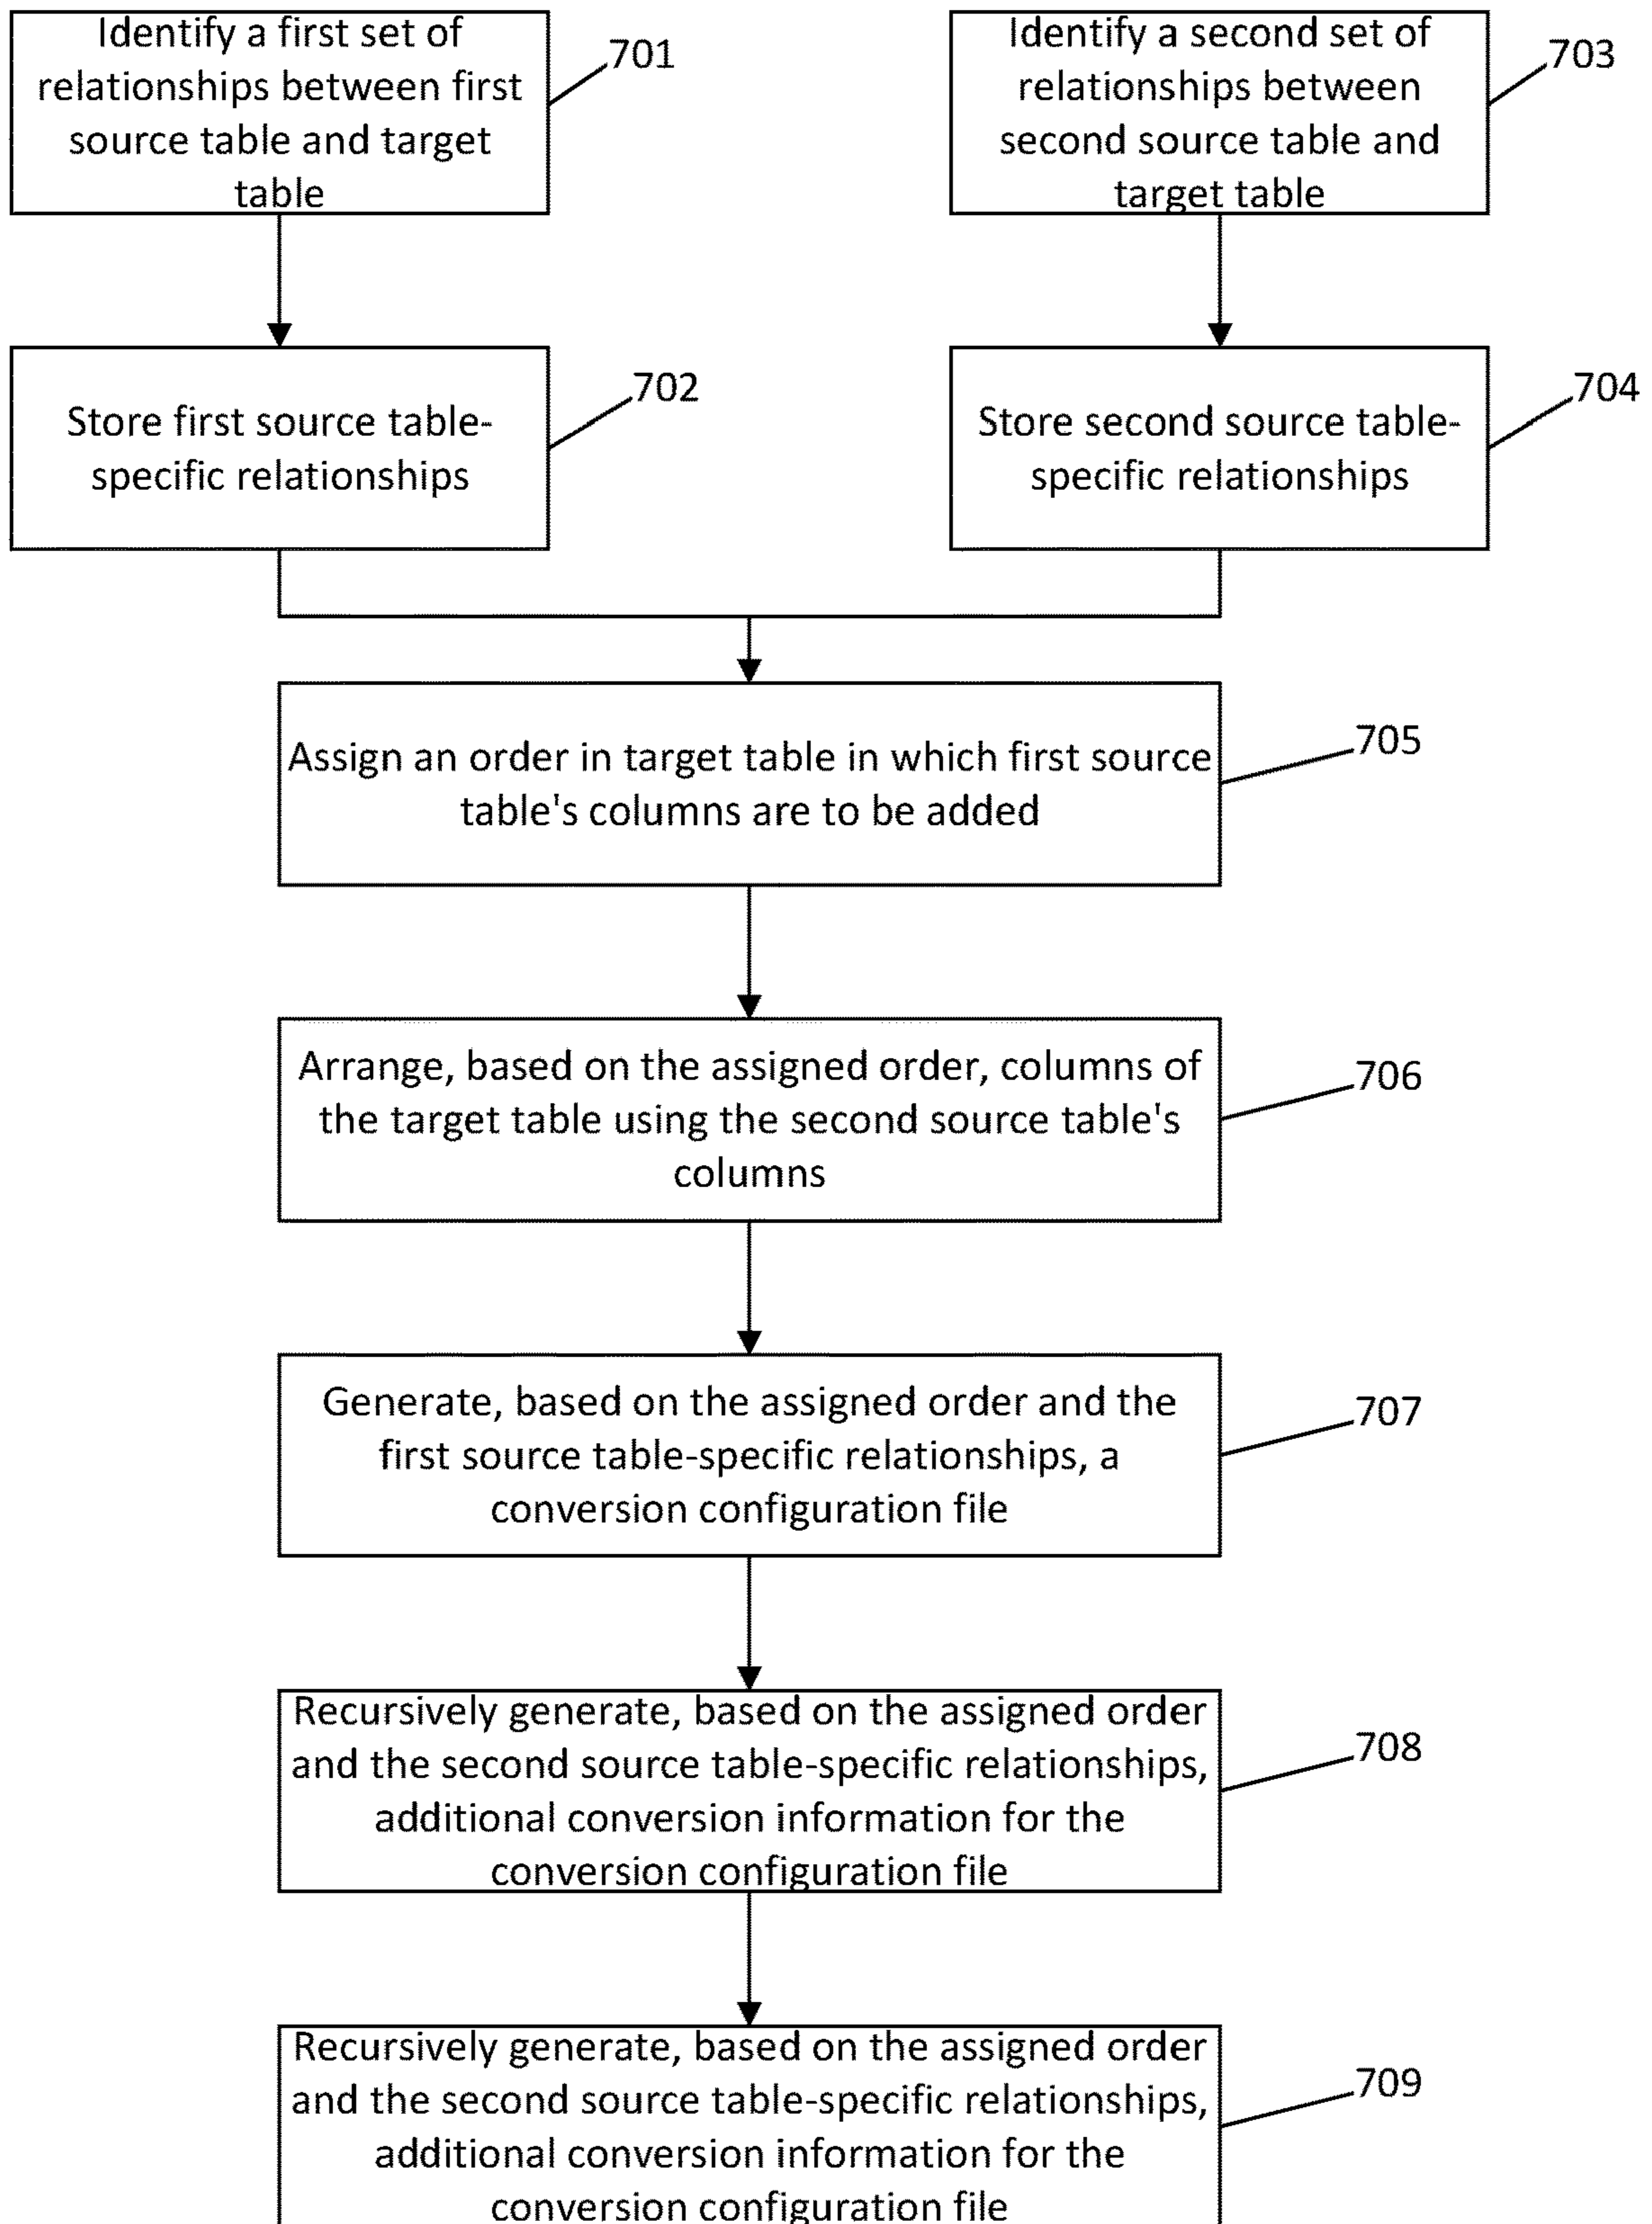 Identify a first set of
relationships between first
source table and target
table
701
Identify a second set of
relationships between
second source table and
target table
703
Store first source table-
specific relationships
702
Store second source table-
specific relationships
704
Assign an order in target table in which first source
table's columns are to be added
705
Arrange, based on the assigned order, columns of
the target table using the second source table's
columns
706
Generate, based on the assigned order and the
first source table-specific relationships, a
conversion configuration file
707
Recursively generate, based on the assigned order
and the second source table-specific relationships,
additional conversion information for the
conversion configuration file
708
Recursively generate, based on the assigned order
and the second source table-specific relationships,
additional conversion information for the
conversion configuration file
709